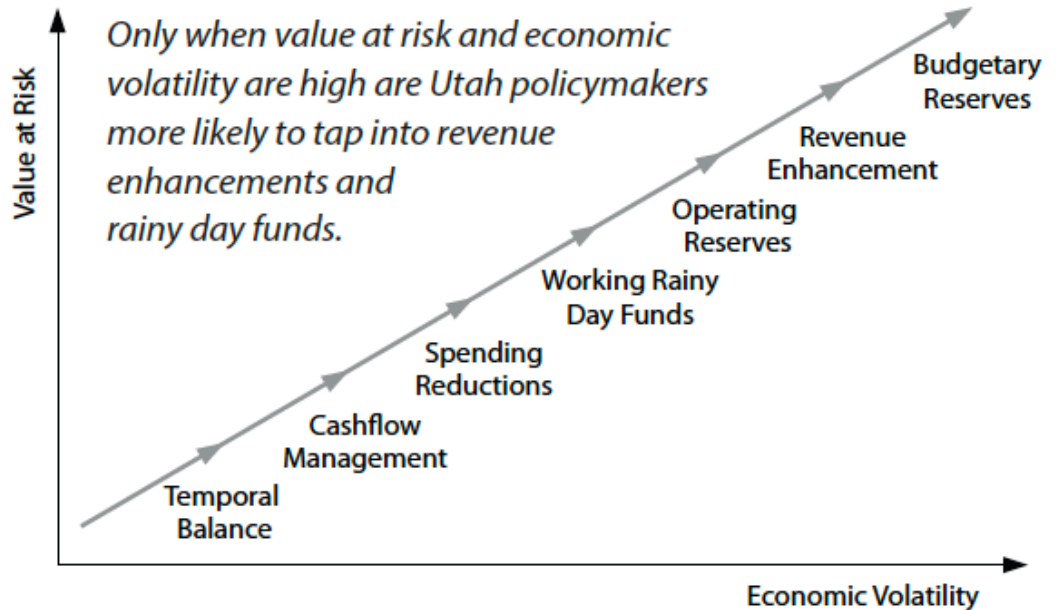 Only when value at risk and economic
volatility are high are Utah policymakers
more likely to tap into revenue
enhancements and
rainy day funds.
Value at Risk
Budgetary
Reserves
Revenue
Enhancement
Operating
Reserves
Working Rainy
Day Funds
Spending
Reductions
Cashflow
Management
Temporal
Balance
Economic Volatility